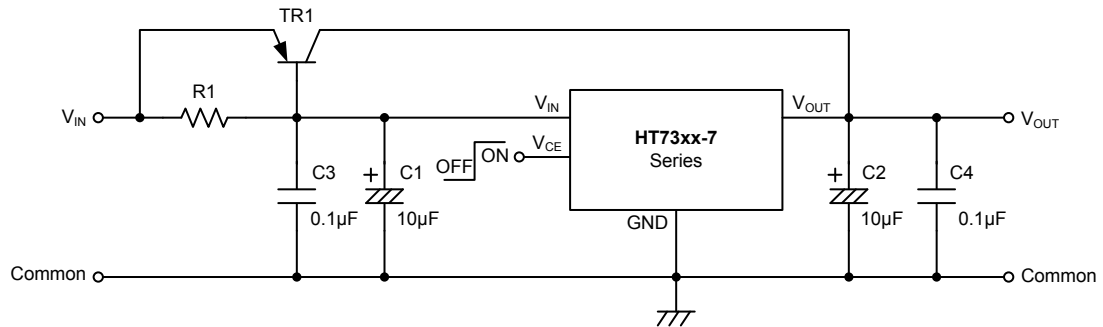 TR1
R1
V_IN
V_IN
V_OUT
V_OUT
HT73xx-7
Series
V_CE
OFF
ON
C3
C1
C2
C4
0.1µF
10µF
10µF
0.1µF
+
+
GND
Common
Common